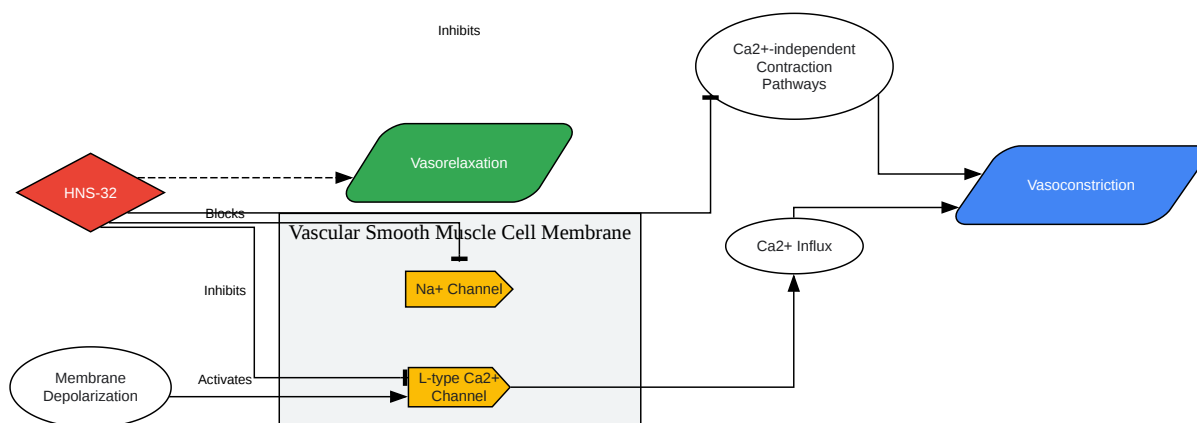 Inhibits
Ca2+-independent
Contraction
Pathways
Vasorelaxation
HNS-32
Vasoconstriction
Blocks
Vascular Smooth Muscle Cell Membrane
Ca2+ Influx
Na+ Channel
Inhibits
Membrane
Depolarization
Activates
L-type Ca2+
Channel